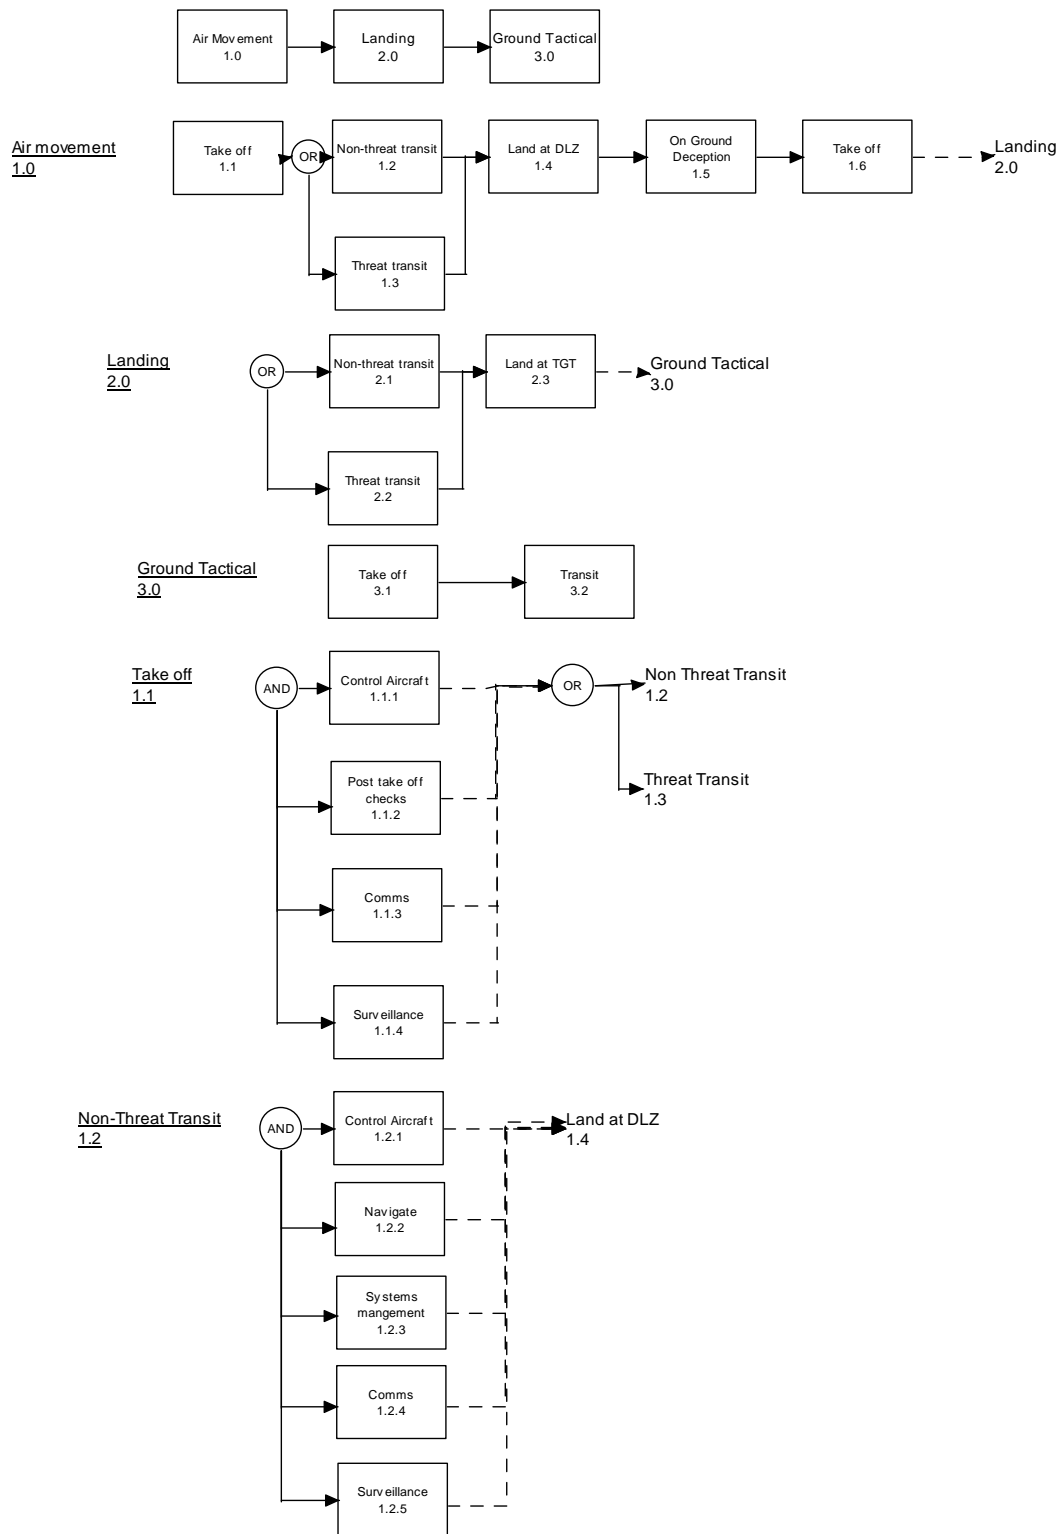 Air Movement
1.0
Landing
2.0
Ground Tactical
3.0
Air movement
1.0
Take off
1.1
OR
Non-threat transit
1.2
Land at DLZ
1.4
On Ground
Deception
1.5
Take off
1.6
Landing
2.0
Threat transit
1.3
Landing
2.0
OR
Non-threat transit
2.1
Land at TGT
2.3
Ground Tactical
3.0
Threat transit
2.2
Ground Tactical
3.0
Take off
3.1
Transit
3.2
Take off
1.1
AND
Control Aircraft
1.1.1
OR
Non Threat Transit
1.2
Post take off
checks
1.1.2
Threat Transit
1.3
Comms
1.1.3
Surveillance
1.1.4
Non-Threat Transit
1.2
AND
Control Aircraft
1.2.1
Land at DLZ
1.4
Navigate
1.2.2
Systems
mangement
1.2.3
Comms
1.2.4
Surveillance
1.2.5